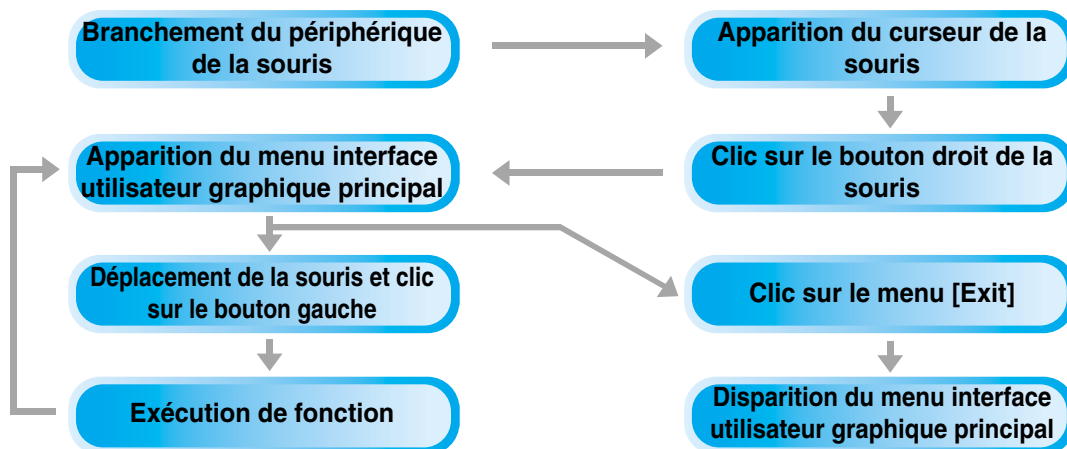 Branchement du périphérique
de la souris
Apparition du curseur de la
souris
Apparition du menu interface
utilisateur graphique principal
Clic sur le bouton droit de la
souris
Déplacement de la souris et clic
sur le bouton gauche
Clic sur le menu [Exit]
Exécution de fonction
Disparition du menu interface
utilisateur graphique principal